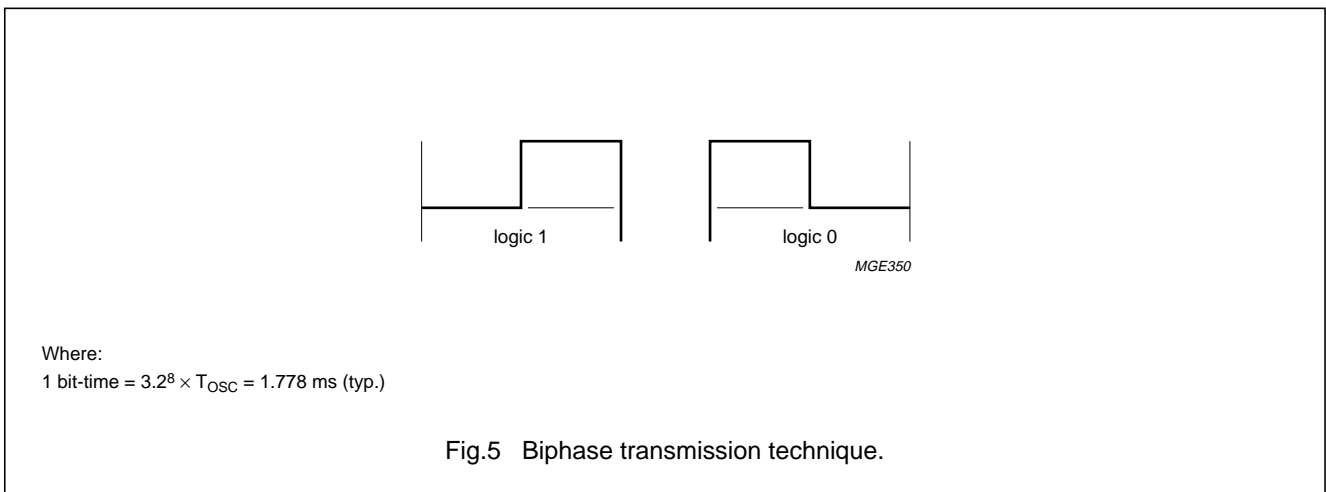 logic 1
logic 0
MGE350
Where:
1 bit-time = 3.2⁸ × T_OSC = 1.778 ms (typ.)
Fig.5 Biphase transmission technique.